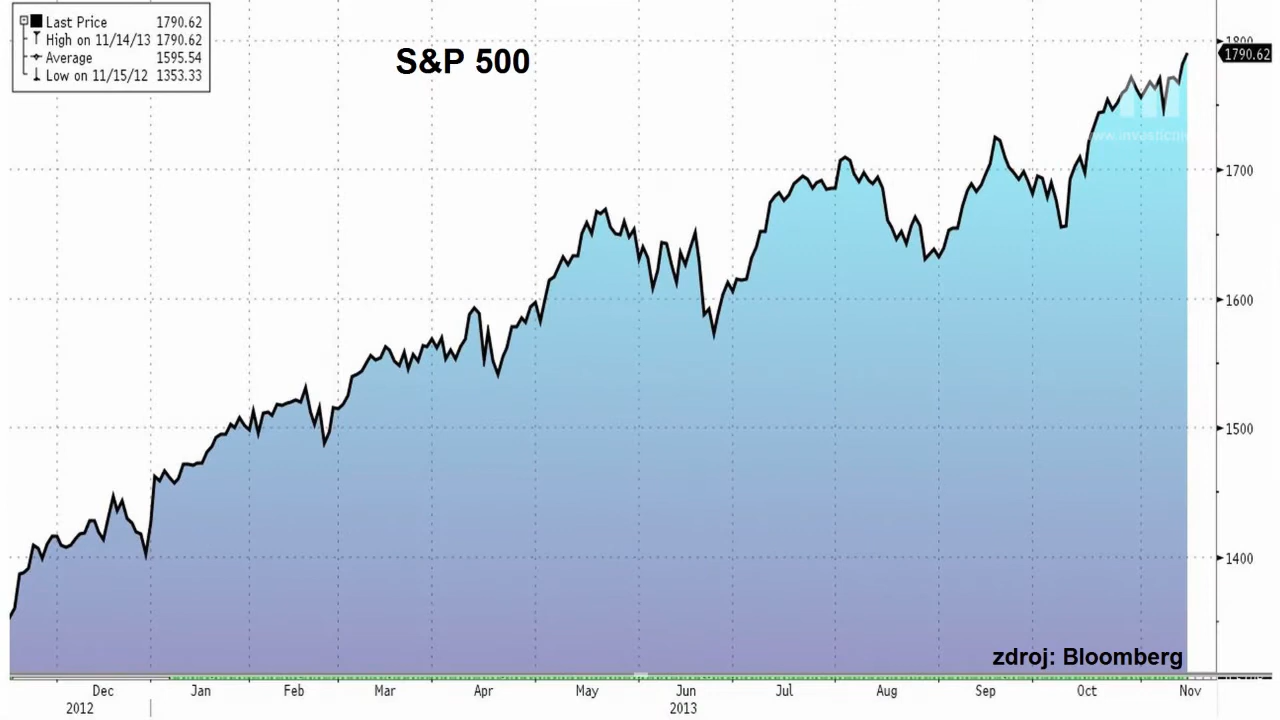 Last Price 1790.62
High on 11/14/13 1790.62
Average 1595.54
Low on 11/15/12 1353.33
S&P 500
1800
1790.62
1700
1600
1500
1400
zdroj: Bloomberg
Dec Jan Feb Mar Apr May Jun Jul Aug Sep Oct Nov
2012 2013